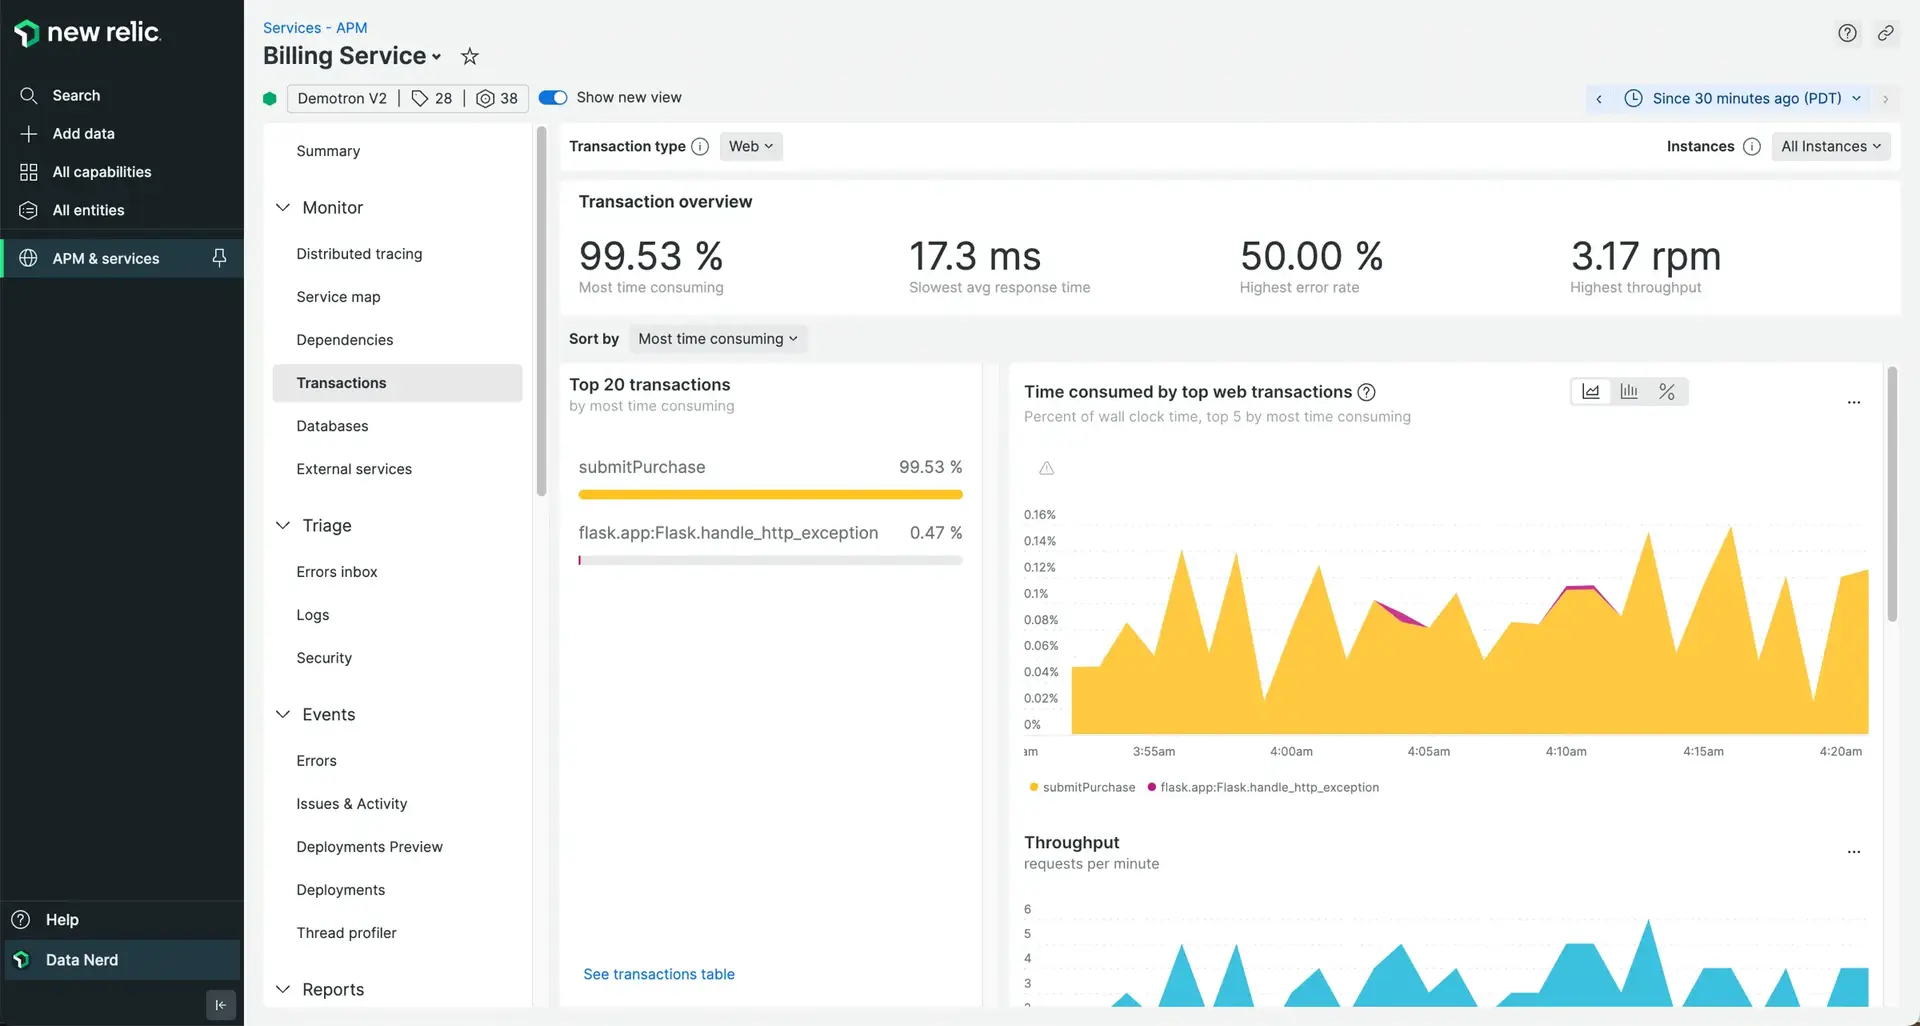 new relic.
Search
Add data
All capabilities
All entities
APM & services
Help
Data Nerd
Services - APM
Billing Service
Demotron V2 | 28 | 38
Show new view
Since 30 minutes ago (PDT)
Summary
Monitor
Distributed tracing
Service map
Dependencies
Transactions
Databases
External services
Triage
Errors inbox
Logs
Security
Events
Errors
Issues & Activity
Deployments Preview
Deployments
Thread profiler
Reports
Transaction type Web
Instances All Instances
Transaction overview
99.53 %
Most time consuming
17.3 ms
Slowest avg response time
50.00 %
Highest error rate
3.17 rpm
Highest throughput
Sort by Most time consuming
Top 20 transactions
by most time consuming
submitPurchase 99.53 %
flask.app:Flask.handle_http_exception 0.47 %
See transactions table
Time consumed by top web transactions
Percent of wall clock time, top 5 by most time consuming
0.16%
0.14%
0.12%
0.1%
0.08%
0.06%
0.04%
0.02%
0%
am 3:55am 4:00am 4:05am 4:10am 4:15am 4:20am
submitPurchase flask.app:Flask.handle_http_exception
Throughput
requests per minute
6
5
4
3